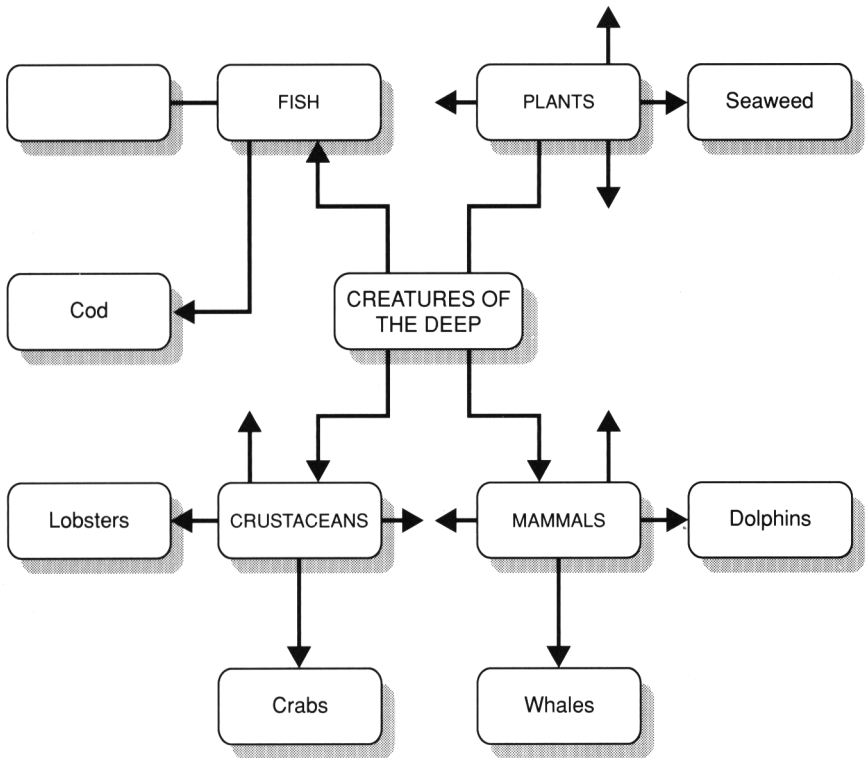 FISH
PLANTS
Seaweed
Cod
CREATURES OF
THE DEEP
Lobsters
CRUSTACEANS
MAMMALS
Dolphins
Crabs
Whales